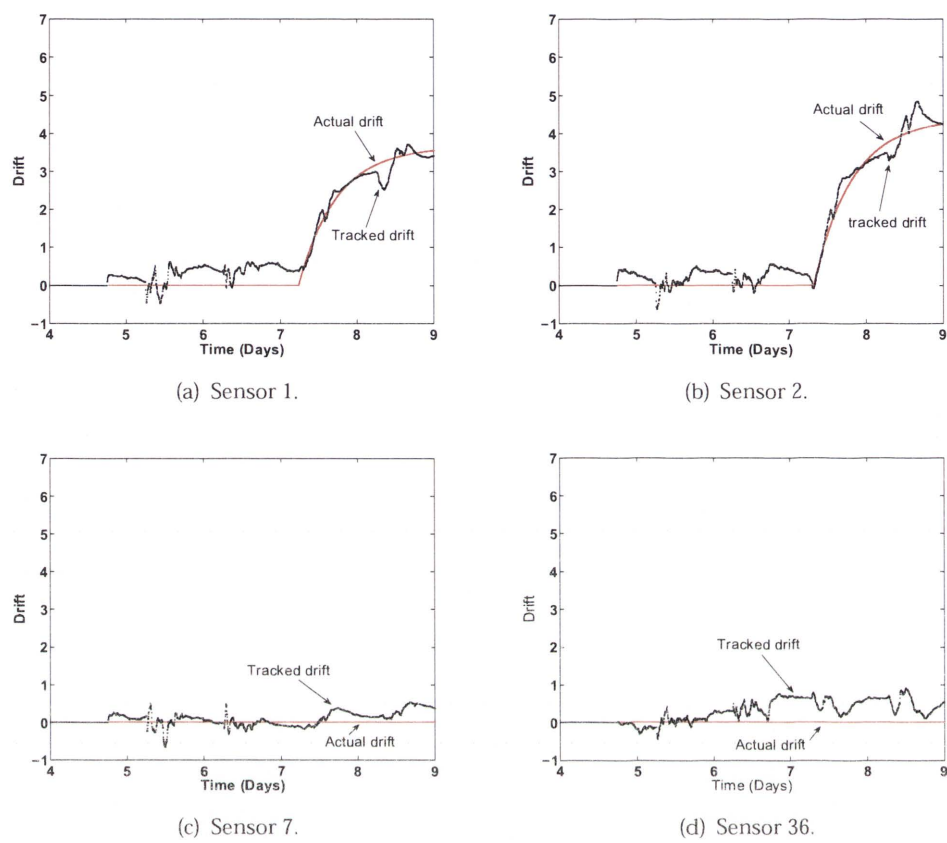 7
6
5
4
3
2
1
0
−1
Drift
Actual drift
Tracked drift
4 5 6 7 8 9
Time (Days)
(a) Sensor 1.
7
6
5
4
3
2
1
0
−1
Drift
Actual drift
tracked drift
4 5 6 7 8 9
Time (Days)
(b) Sensor 2.
7
6
5
4
3
2
1
0
−1
Drift
Tracked drift
Actual drift
4 5 6 7 8 9
Time (Days)
(c) Sensor 7.
7
6
5
4
3
2
1
0
−1
Drift
Tracked drift
Actual drift
4 5 6 7 8 9
Time (Days)
(d) Sensor 36.